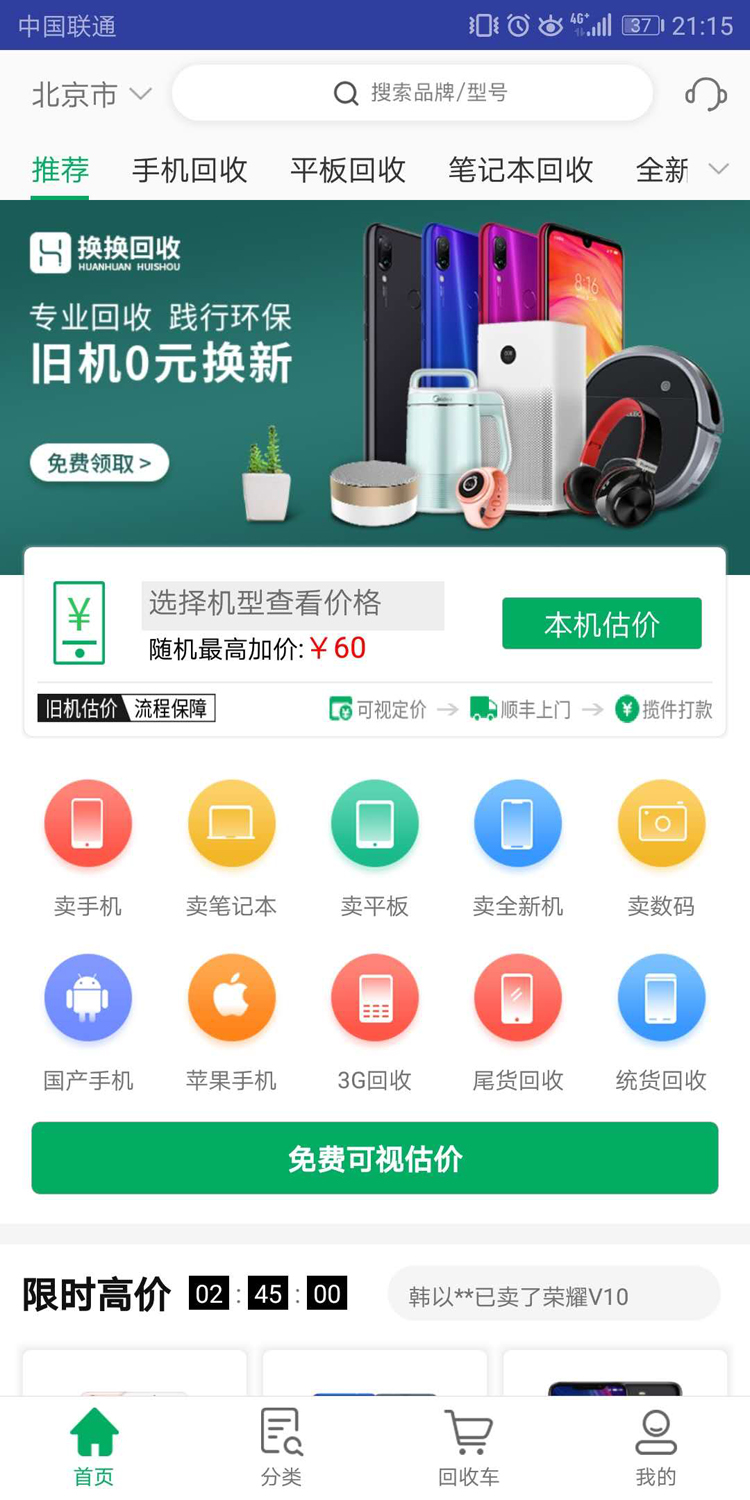 中国联通 4G+ 37 21:15
北京市 搜索品牌/型号
推荐 手机回收 平板回收 笔记本回收 全新
换换回收
HUANHUAN HUISHOU
专业回收 践行环保
旧机0元换新
免费领取 >
8:16
Midea
选择机型查看价格
¥ 本机估价
随机最高加价:￥60
旧机估价 流程保障 可视定价 顺丰上门 ¥ 揽件打款
卖手机 卖笔记本 卖平板 卖全新机 卖数码
国产手机 苹果手机 3G回收 尾货回收 统货回收
免费可视估价
限时高价 02 : 45 : 00 韩以**已卖了荣耀V10
首页 分类 回收车 我的